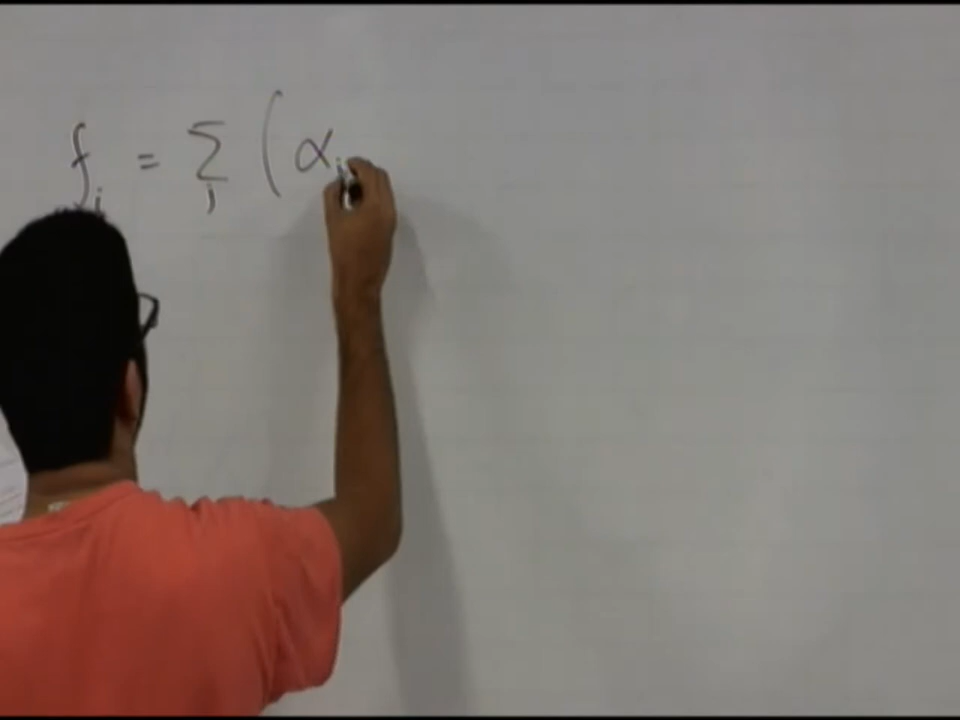 f_i = Σ_j ( α_i